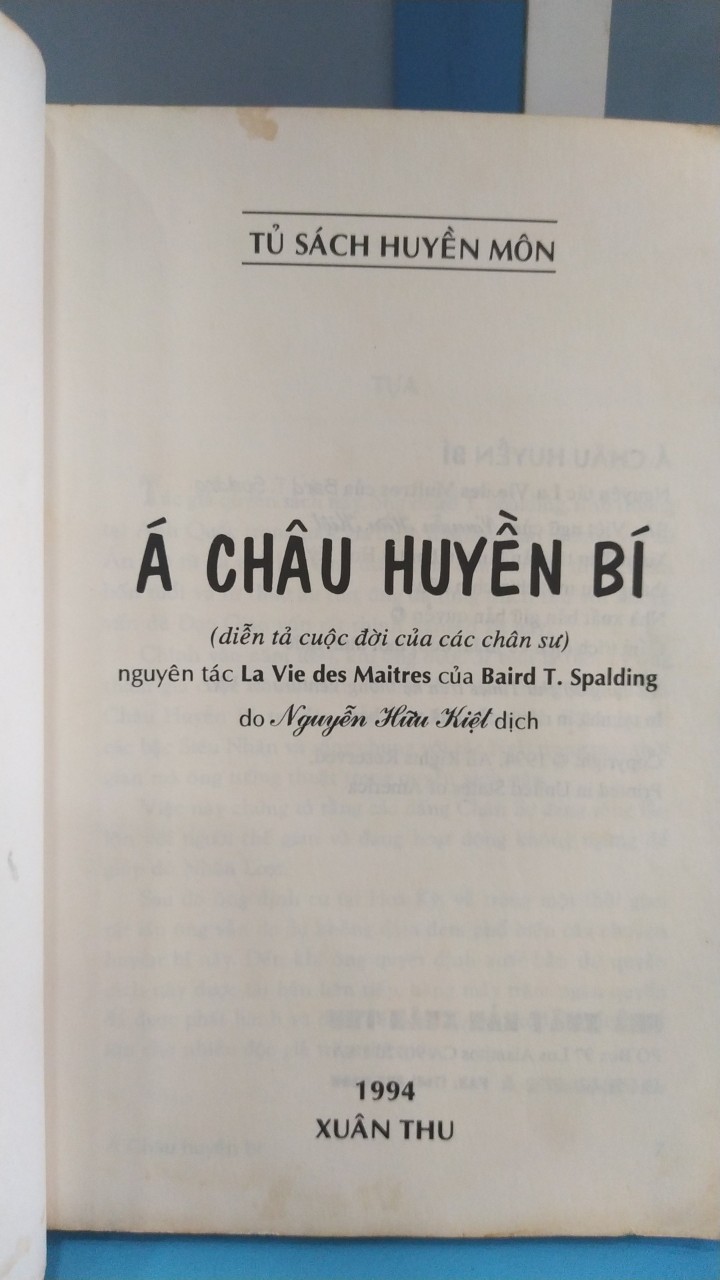 TỦ SÁCH HUYỀN MÔN
Á CHÂU HUYỀN BÍ
(diễn tả cuộc đời của các chân sư)
nguyên tác La Vie des Maitres của Baird T. Spalding
do Nguyễn Hữu Kiệt dịch
1994
XUÂN THU